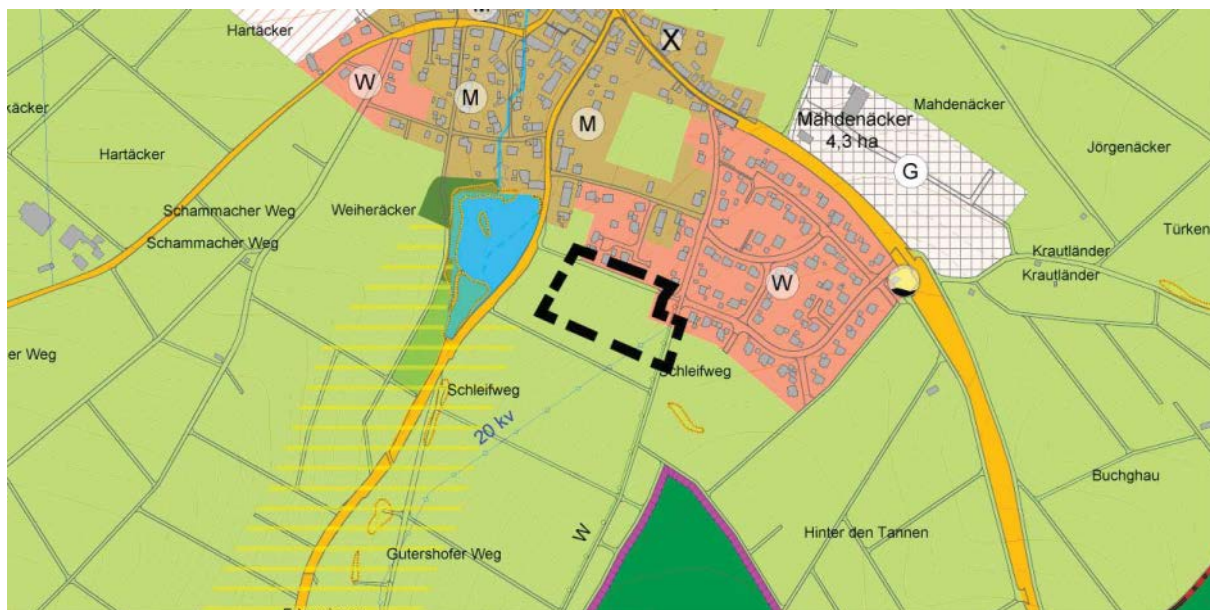 M
Hartäcker
X
W
M
M
Mahdenäcker
Mahdenäcker
4,3 ha
käcker
Jörgenäcker
Hartäcker
G
Schammacher Weg
Weiheräcker
Türken
Schammacher Weg
Krautländer
Krautländer
W
er Weg
Schleifweg
Schleifweg
20 kv
Buchghau
W
Hinter den Tannen
Gutershofer Weg